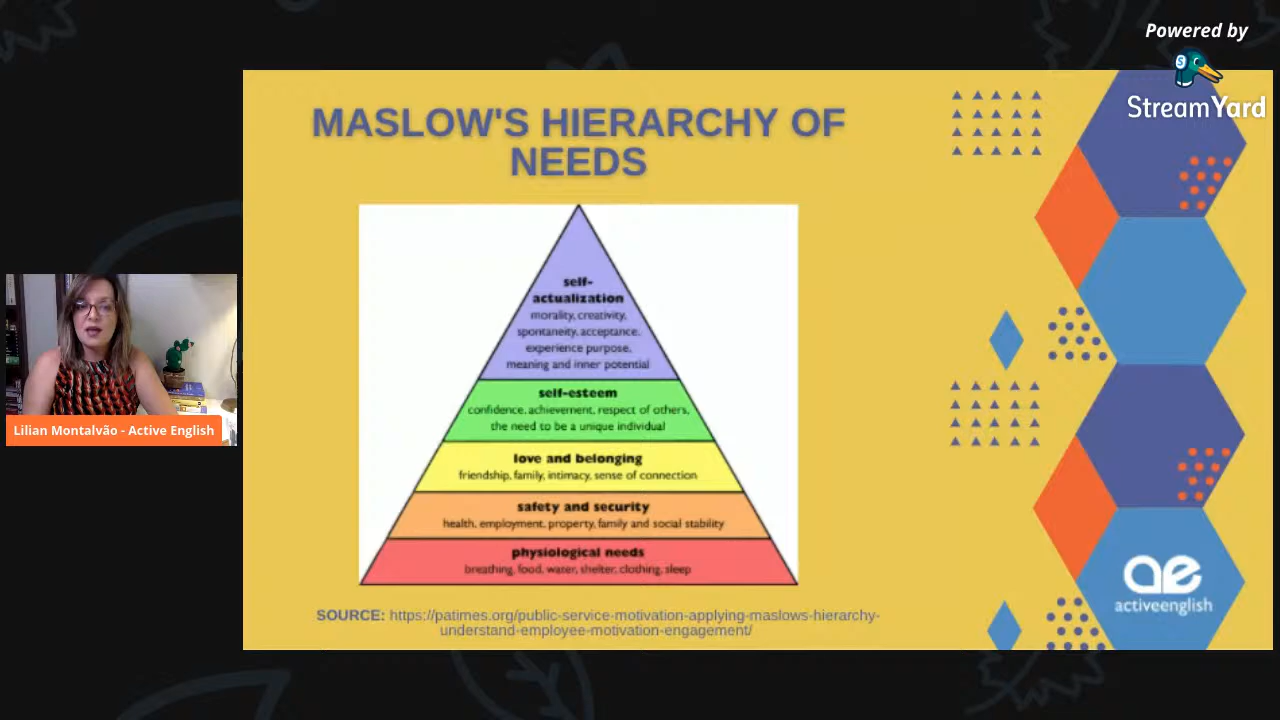 Powered by
StreamYard
MASLOW'S HIERARCHY OF
NEEDS
self-
actualization
morality, creativity,
spontaneity, acceptance,
experience purpose,
meaning and inner potential
self-esteem
confidence, achievement, respect of others,
the need to be a unique individual
love and belonging
friendship, family, intimacy, sense of connection
safety and security
health, employment, property, family and social stability
physiological needs
breathing, food, water, shelter, clothing, sleep
Lilian Montalvão - Active English
SOURCE: https://patimes.org/public-service-motivation-applying-maslows-hierarchy-
understand-employee-motivation-engagement/
ae
activeenglish